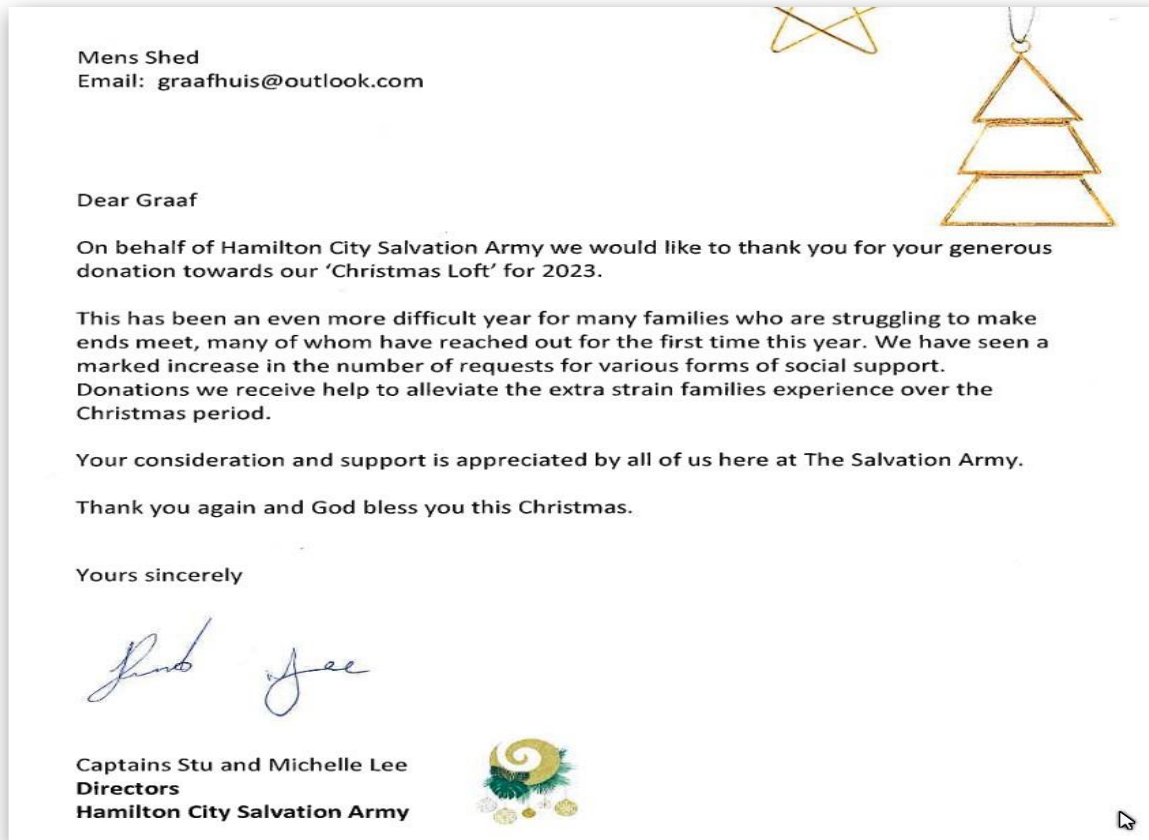 Mens Shed
Email: graafhuis@outlook.com
Dear Graaf
On behalf of Hamilton City Salvation Army we would like to thank you for your generous
donation towards our ‘Christmas Loft’ for 2023.
This has been an even more difficult year for many families who are struggling to make
ends meet, many of whom have reached out for the first time this year. We have seen a
marked increase in the number of requests for various forms of social support.
Donations we receive help to alleviate the extra strain families experience over the
Christmas period.
Your consideration and support is appreciated by all of us here at The Salvation Army.
Thank you again and God bless you this Christmas.
Yours sincerely
Captains Stu and Michelle Lee
Directors
Hamilton City Salvation Army